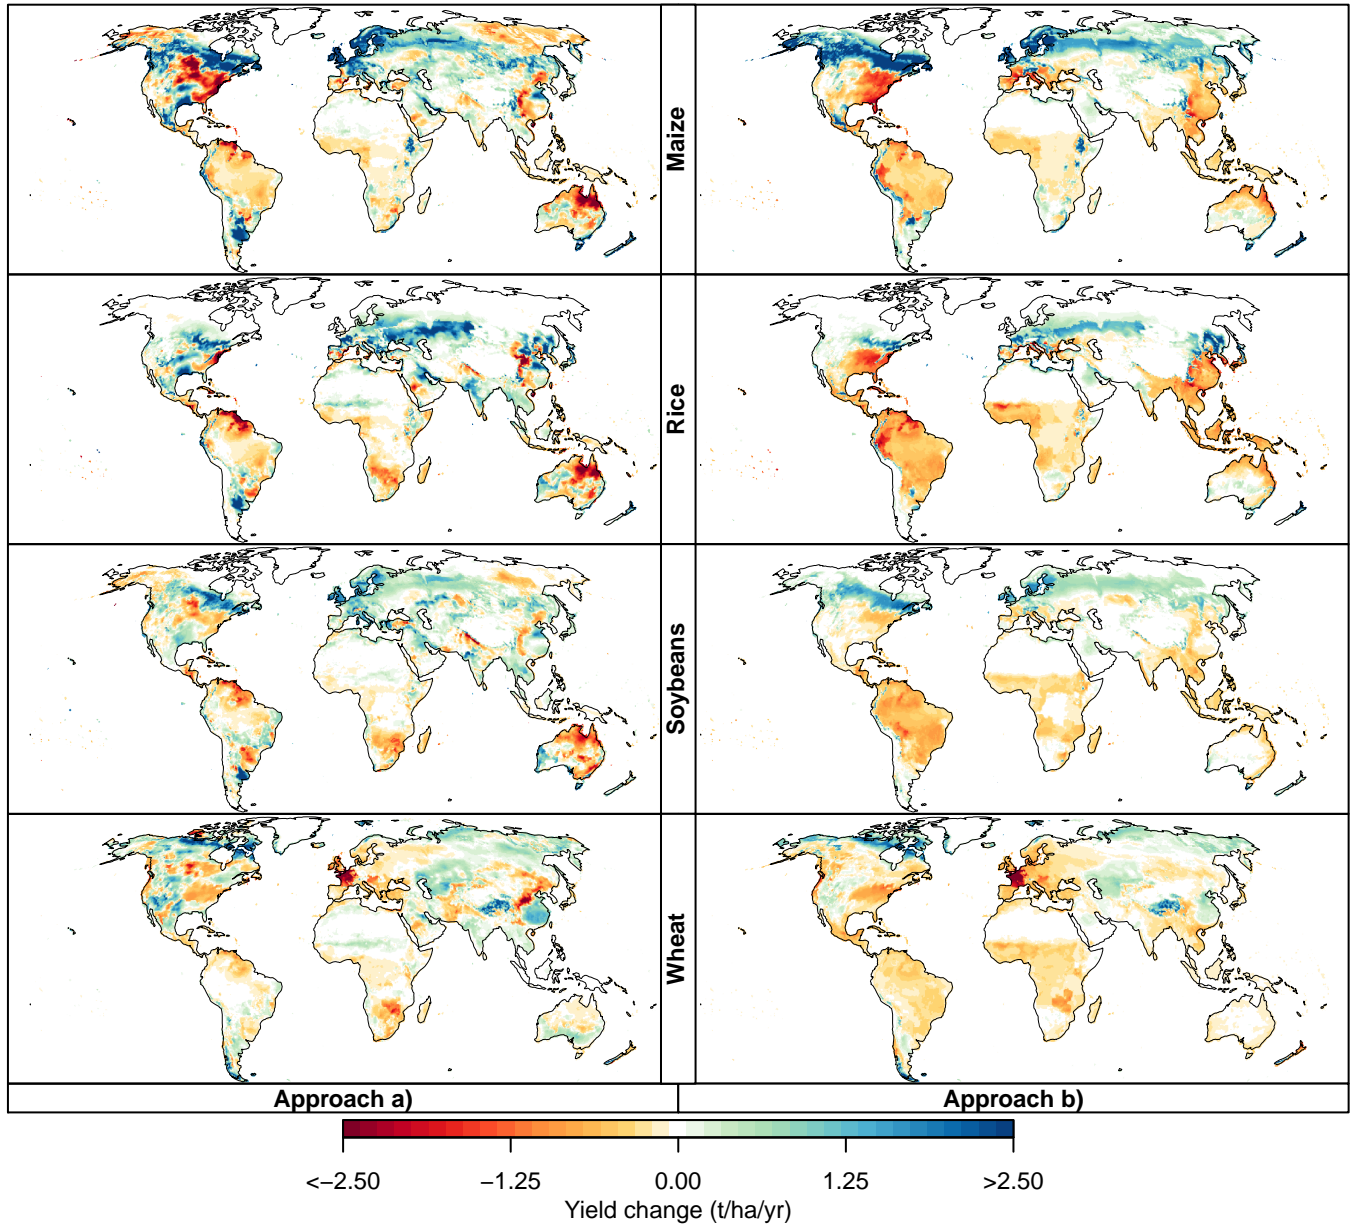 Maize
Rice
Soybeans
Wheat
Approach a)
Approach b)
<−2.50
−1.25
0.00
1.25
>2.50
Yield change (t/ha/yr)